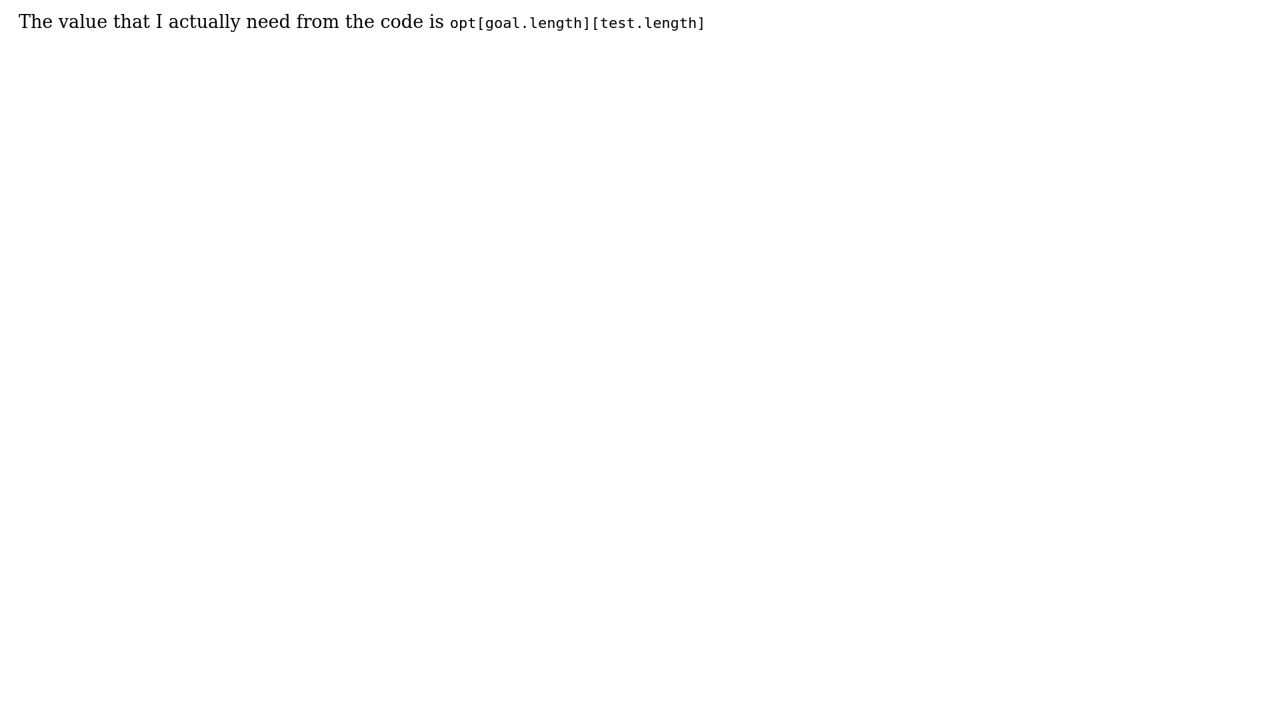 The value that I actually need from the code is opt[goal.length][test.length]